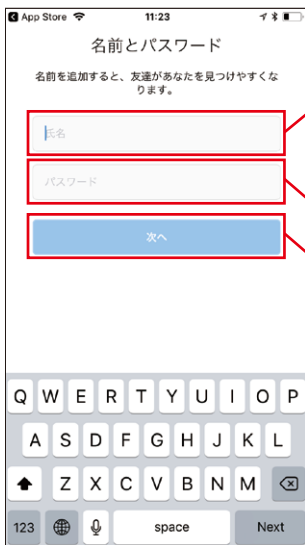 App Store 11:23
名前とパスワード
名前を追加すると、友達があなたを見つけやすくな
ります。
氏名
パスワード
次へ
Q W E R T Y U I O P
A S D F G H J K L
Z X C V B N M
123 space Next